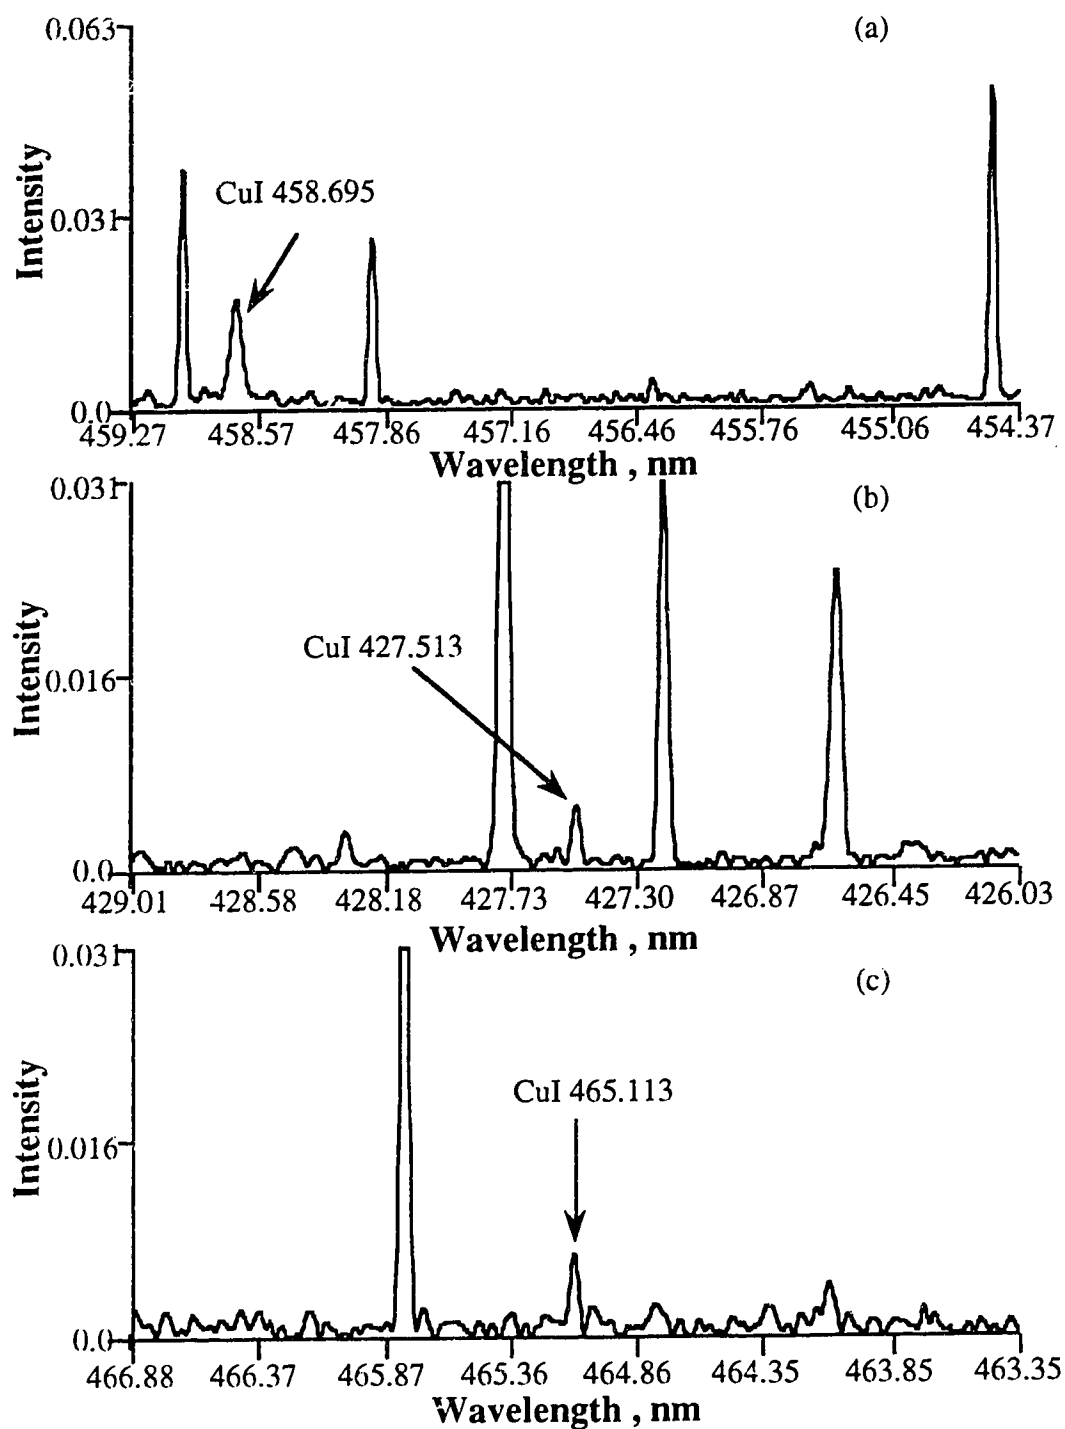 (a)
0.063
Intensity
CuI 458.695
0.031
0.0
459.27 458.57 457.86 457.16 456.46 455.76 455.06 454.37
Wavelength , nm
(b)
0.031
Intensity
CuI 427.513
0.016
0.0
429.01 428.58 428.18 427.73 427.30 426.87 426.45 426.03
Wavelength , nm
(c)
0.031
Intensity
CuI 465.113
0.016
0.0
466.88 466.37 465.87 465.36 464.86 464.35 463.85 463.35
Wavelength , nm